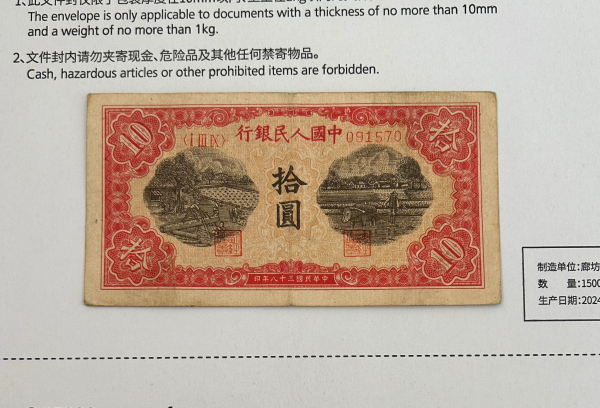 The envelope is only applicable to documents with a thickness of no more than 10mm
and a weight of no more than 1kg.
2、文件封内请勿夹寄现金、危险品及其他任何禁寄物品。
Cash, hazardous articles or other prohibited items are forbidden.
10
行銀民人國中
拾
〈I III IX〉
091570
拾
圓
拾
10
印年八十三國民華中
制造单位:廊坊
数 量:1500
生产日期:2024